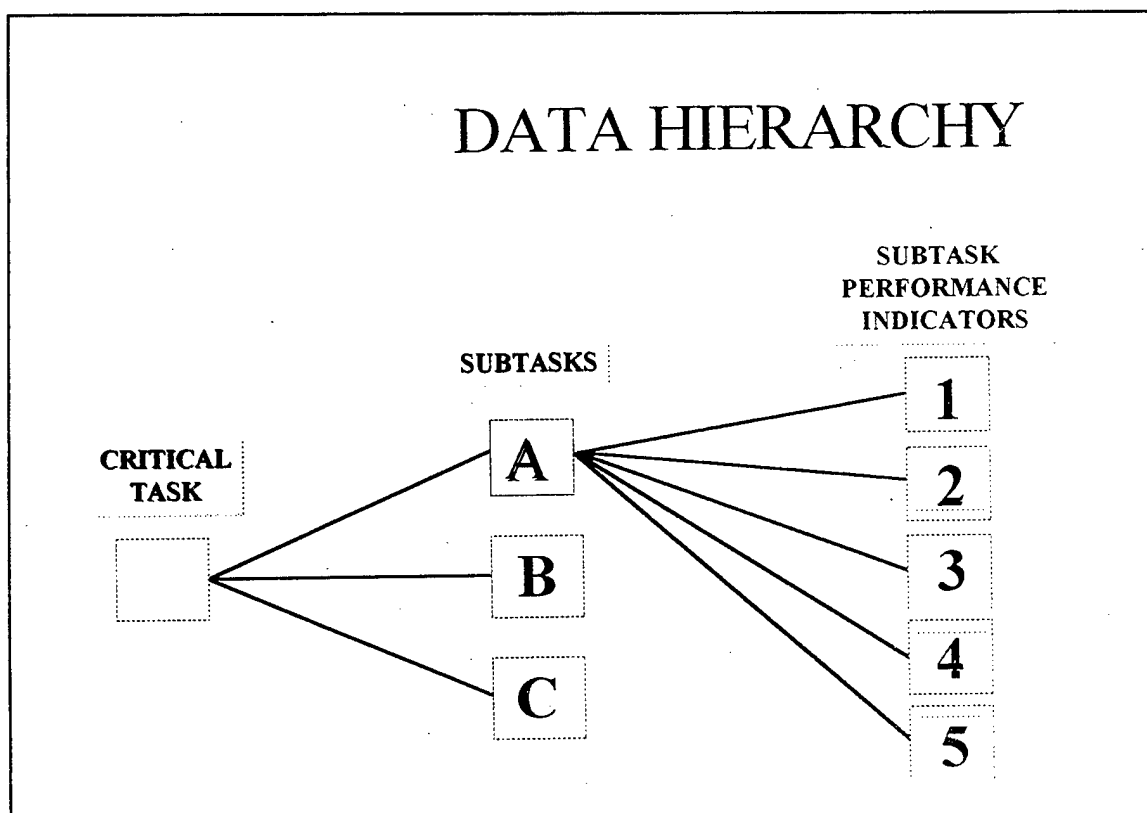 DATA HIERARCHY
CRITICAL
TASK
SUBTASKS
A
B
C
SUBTASK
PERFORMANCE
INDICATORS
1
2
3
4
5